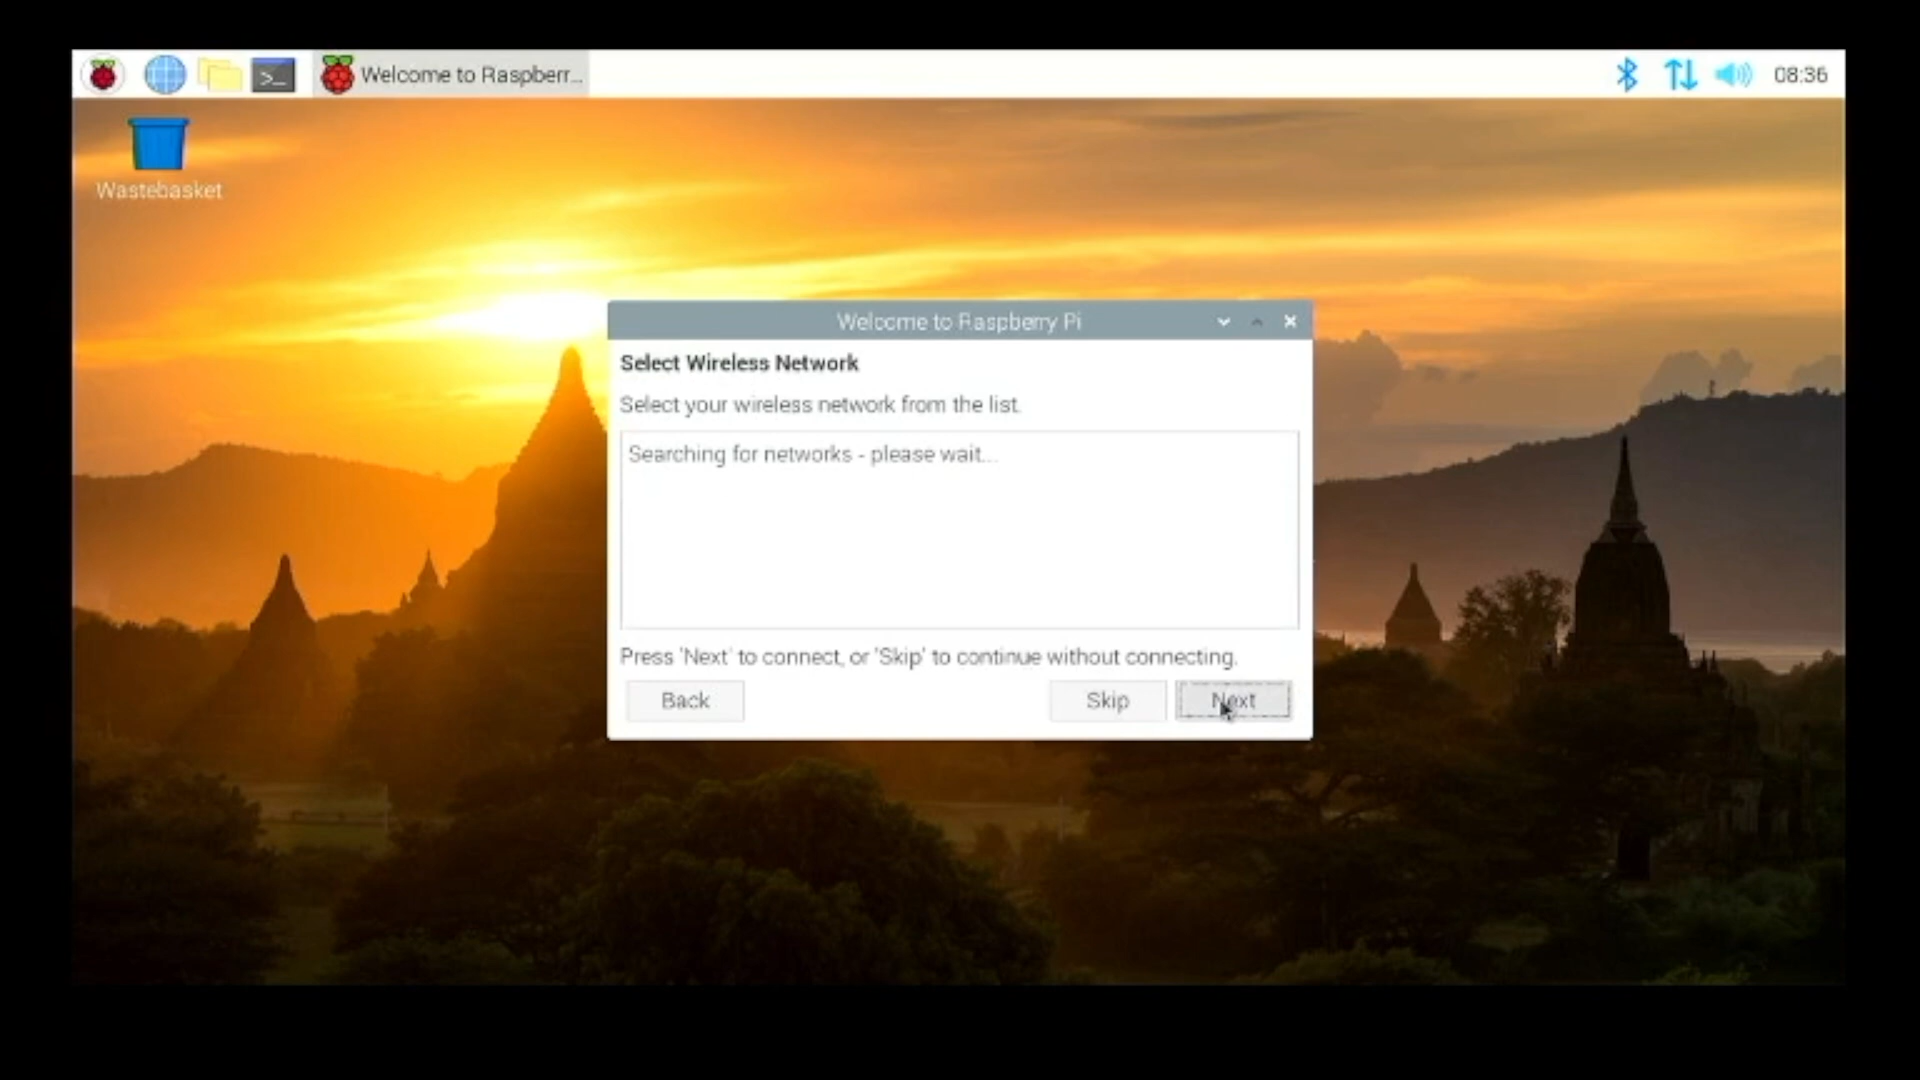 Welcome to Raspberr...
08:36
Wastebasket
Welcome to Raspberry Pi
Select Wireless Network
Select your wireless network from the list.
Searching for networks - please wait...
Press 'Next' to connect, or 'Skip' to continue without connecting.
Back
Skip
Next